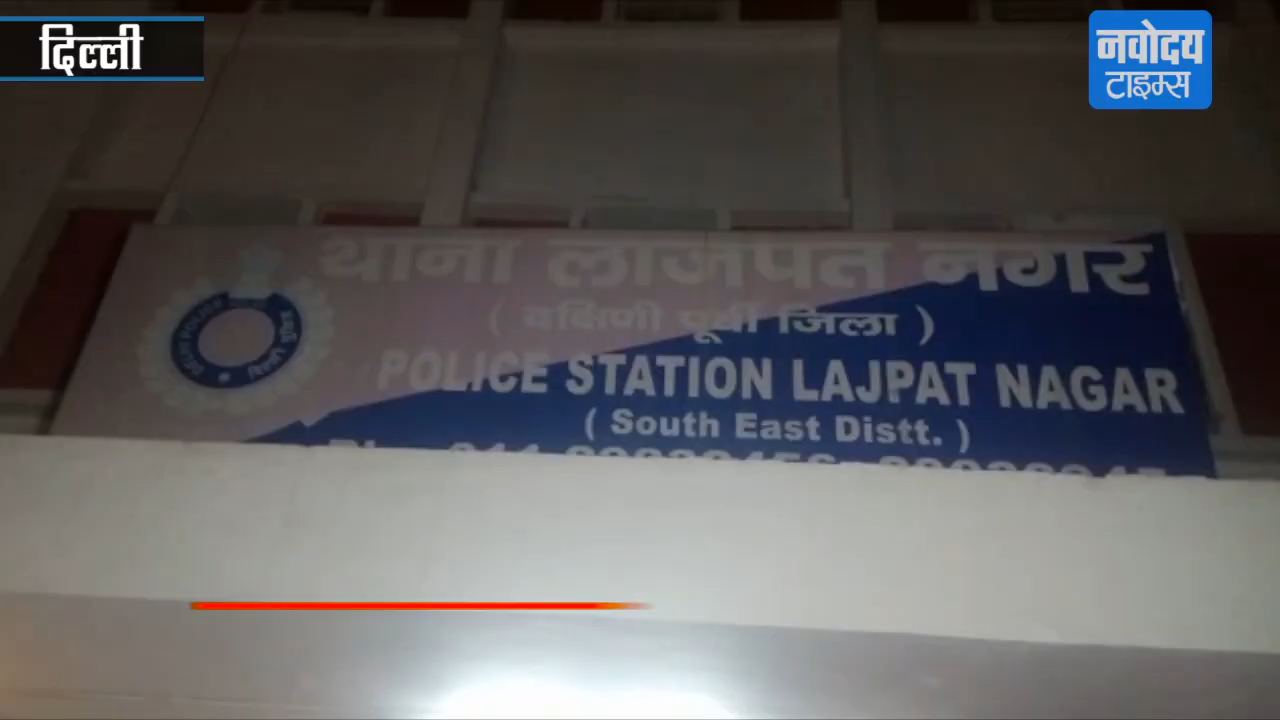 दिल्ली
नवोदय
टाइम्स
थाना लाजपत नगर
( दक्षिणी पूर्वी जिला )
POLICE STATION LAJPAT NAGAR
( South East Distt. )